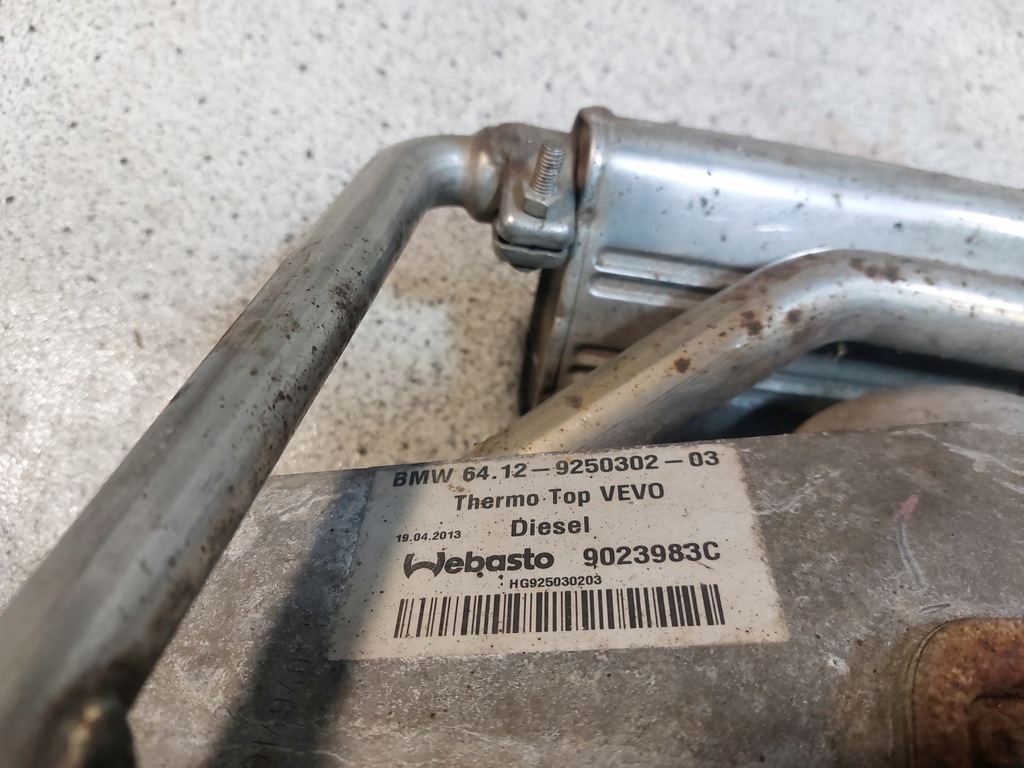 BMW 64.12-9250302-03
Thermo Top VEVO
19.04.2013 Diesel
Webasto 9023983C
HG925030203